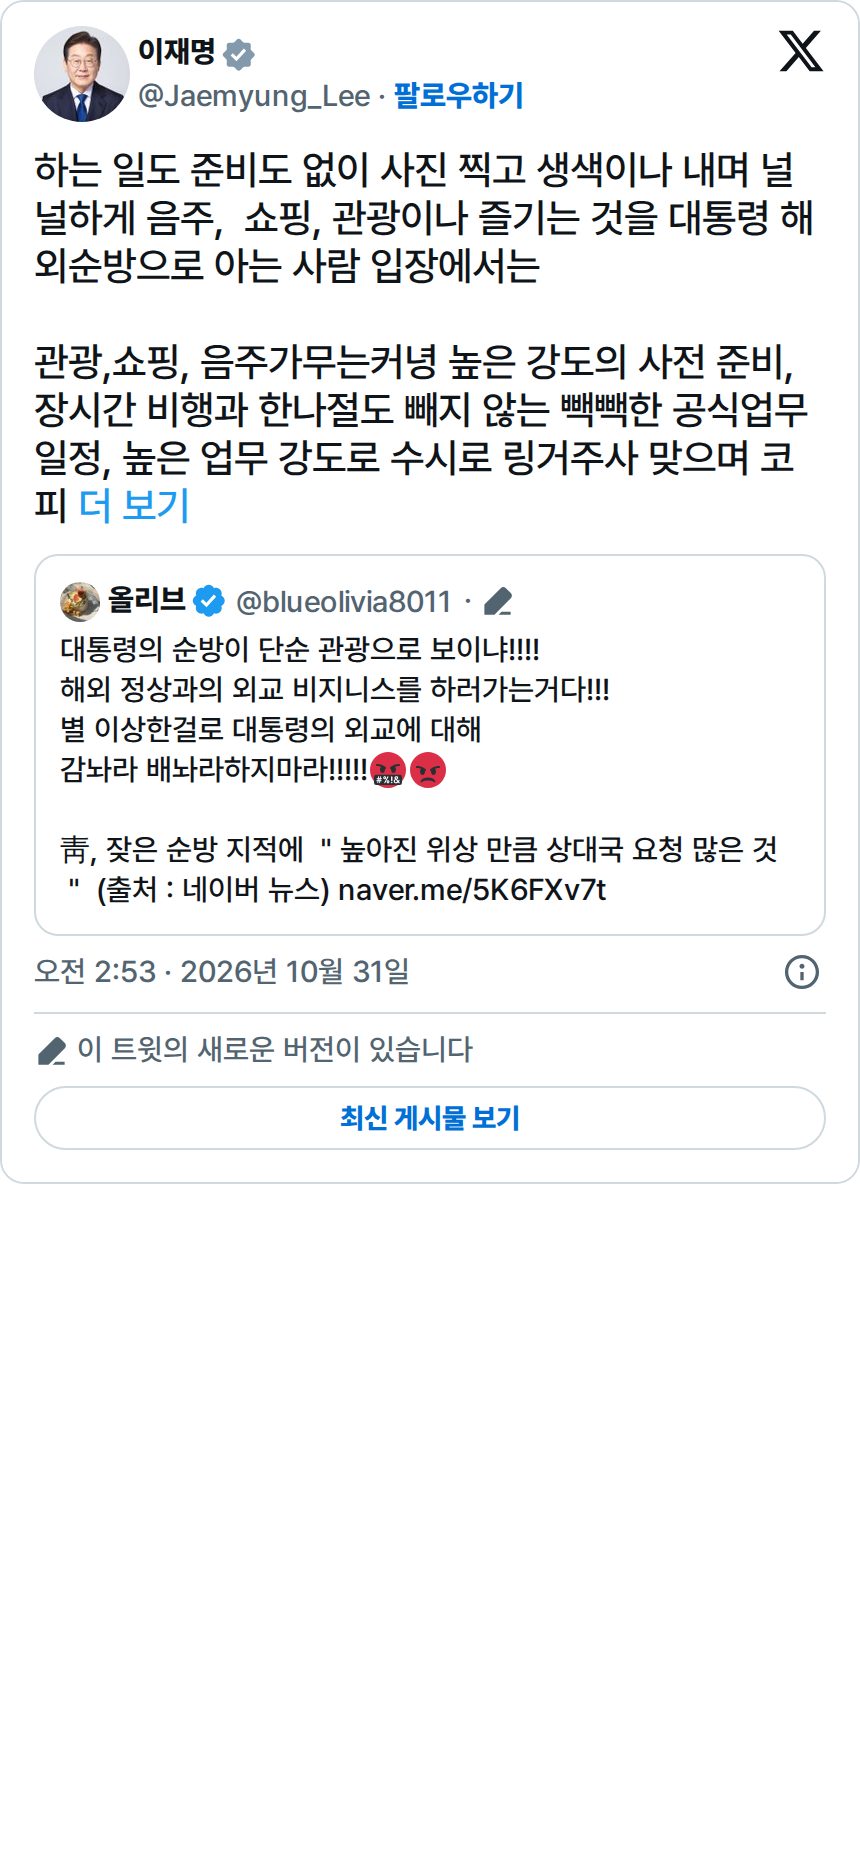 이재명
@Jaemyung_Lee · 팔로우하기
하는 일도 준비도 없이 사진 찍고 생색이나 내며 널
널하게 음주,  쇼핑, 관광이나 즐기는 것을 대통령 해
외순방으로 아는 사람 입장에서는

관광,쇼핑, 음주가무는커녕 높은 강도의 사전 준비,
장시간 비행과 한나절도 빼지 않는 빽빽한 공식업무
일정, 높은 업무 강도로 수시로 링거주사 맞으며 코
피 더 보기
올리브 @blueolivia8011 ·
대통령의 순방이 단순 관광으로 보이냐!!!!
해외 정상과의 외교 비지니스를 하러가는거다!!!
별 이상한걸로 대통령의 외교에 대해
감놔라 배놔라하지마라!!!!!🤬😡

靑, 잦은 순방 지적에  " 높아진 위상 만큼 상대국 요청 많은 것
"  (출처 : 네이버 뉴스) naver.me/5K6FXv7t
오전 2:53 · 2026년 10월 31일
이 트윗의 새로운 버전이 있습니다
최신 게시물 보기